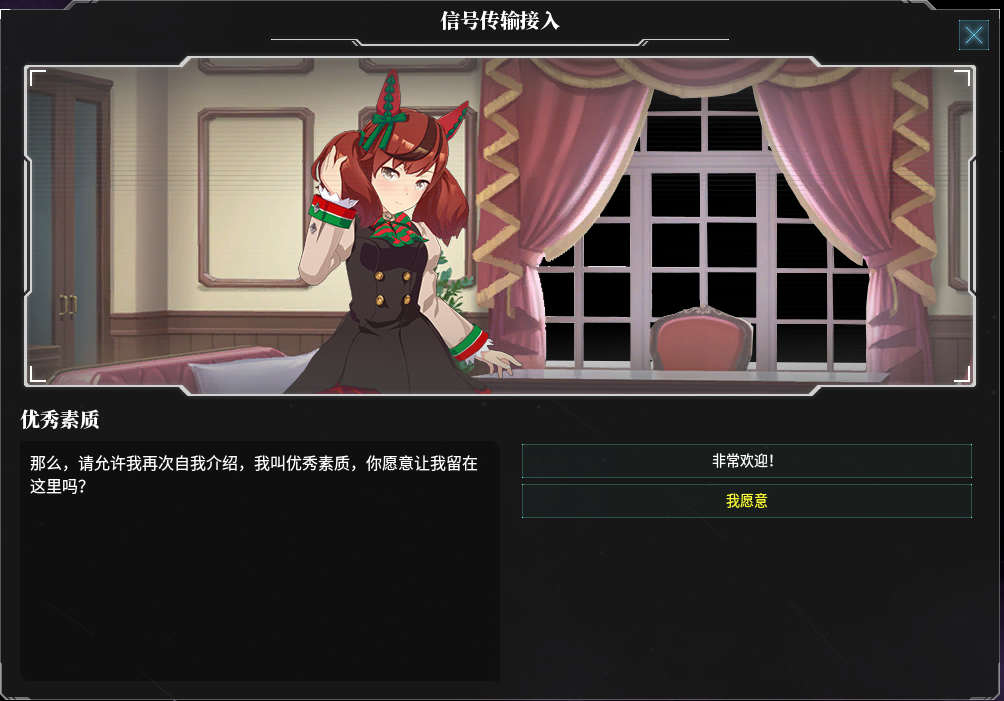 信号传输接入
优秀素质
那么，请允许我再次自我介绍，我叫优秀素质，你愿意让我留在
这里吗？
非常欢迎！
我愿意